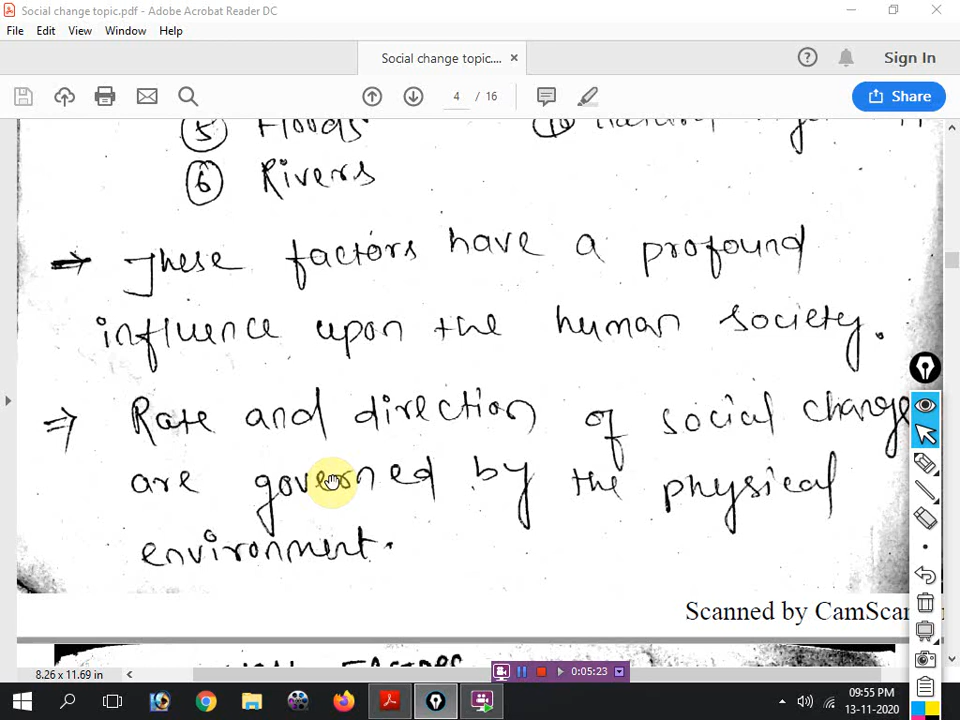 Social change topic.pdf - Adobe Acrobat Reader DC
File Edit View Window Help
Social change topic....
Sign In
4 / 16
Share
5 Floods
6 Rivers
These factors have a profound
influence upon the human society.
⇒ Rate and direction of social change
are governed by the physical
environment.
Scanned by CamScan
FACTORS
8.26 x 11.69 in
0:05:23
09:55 PM
13-11-2020